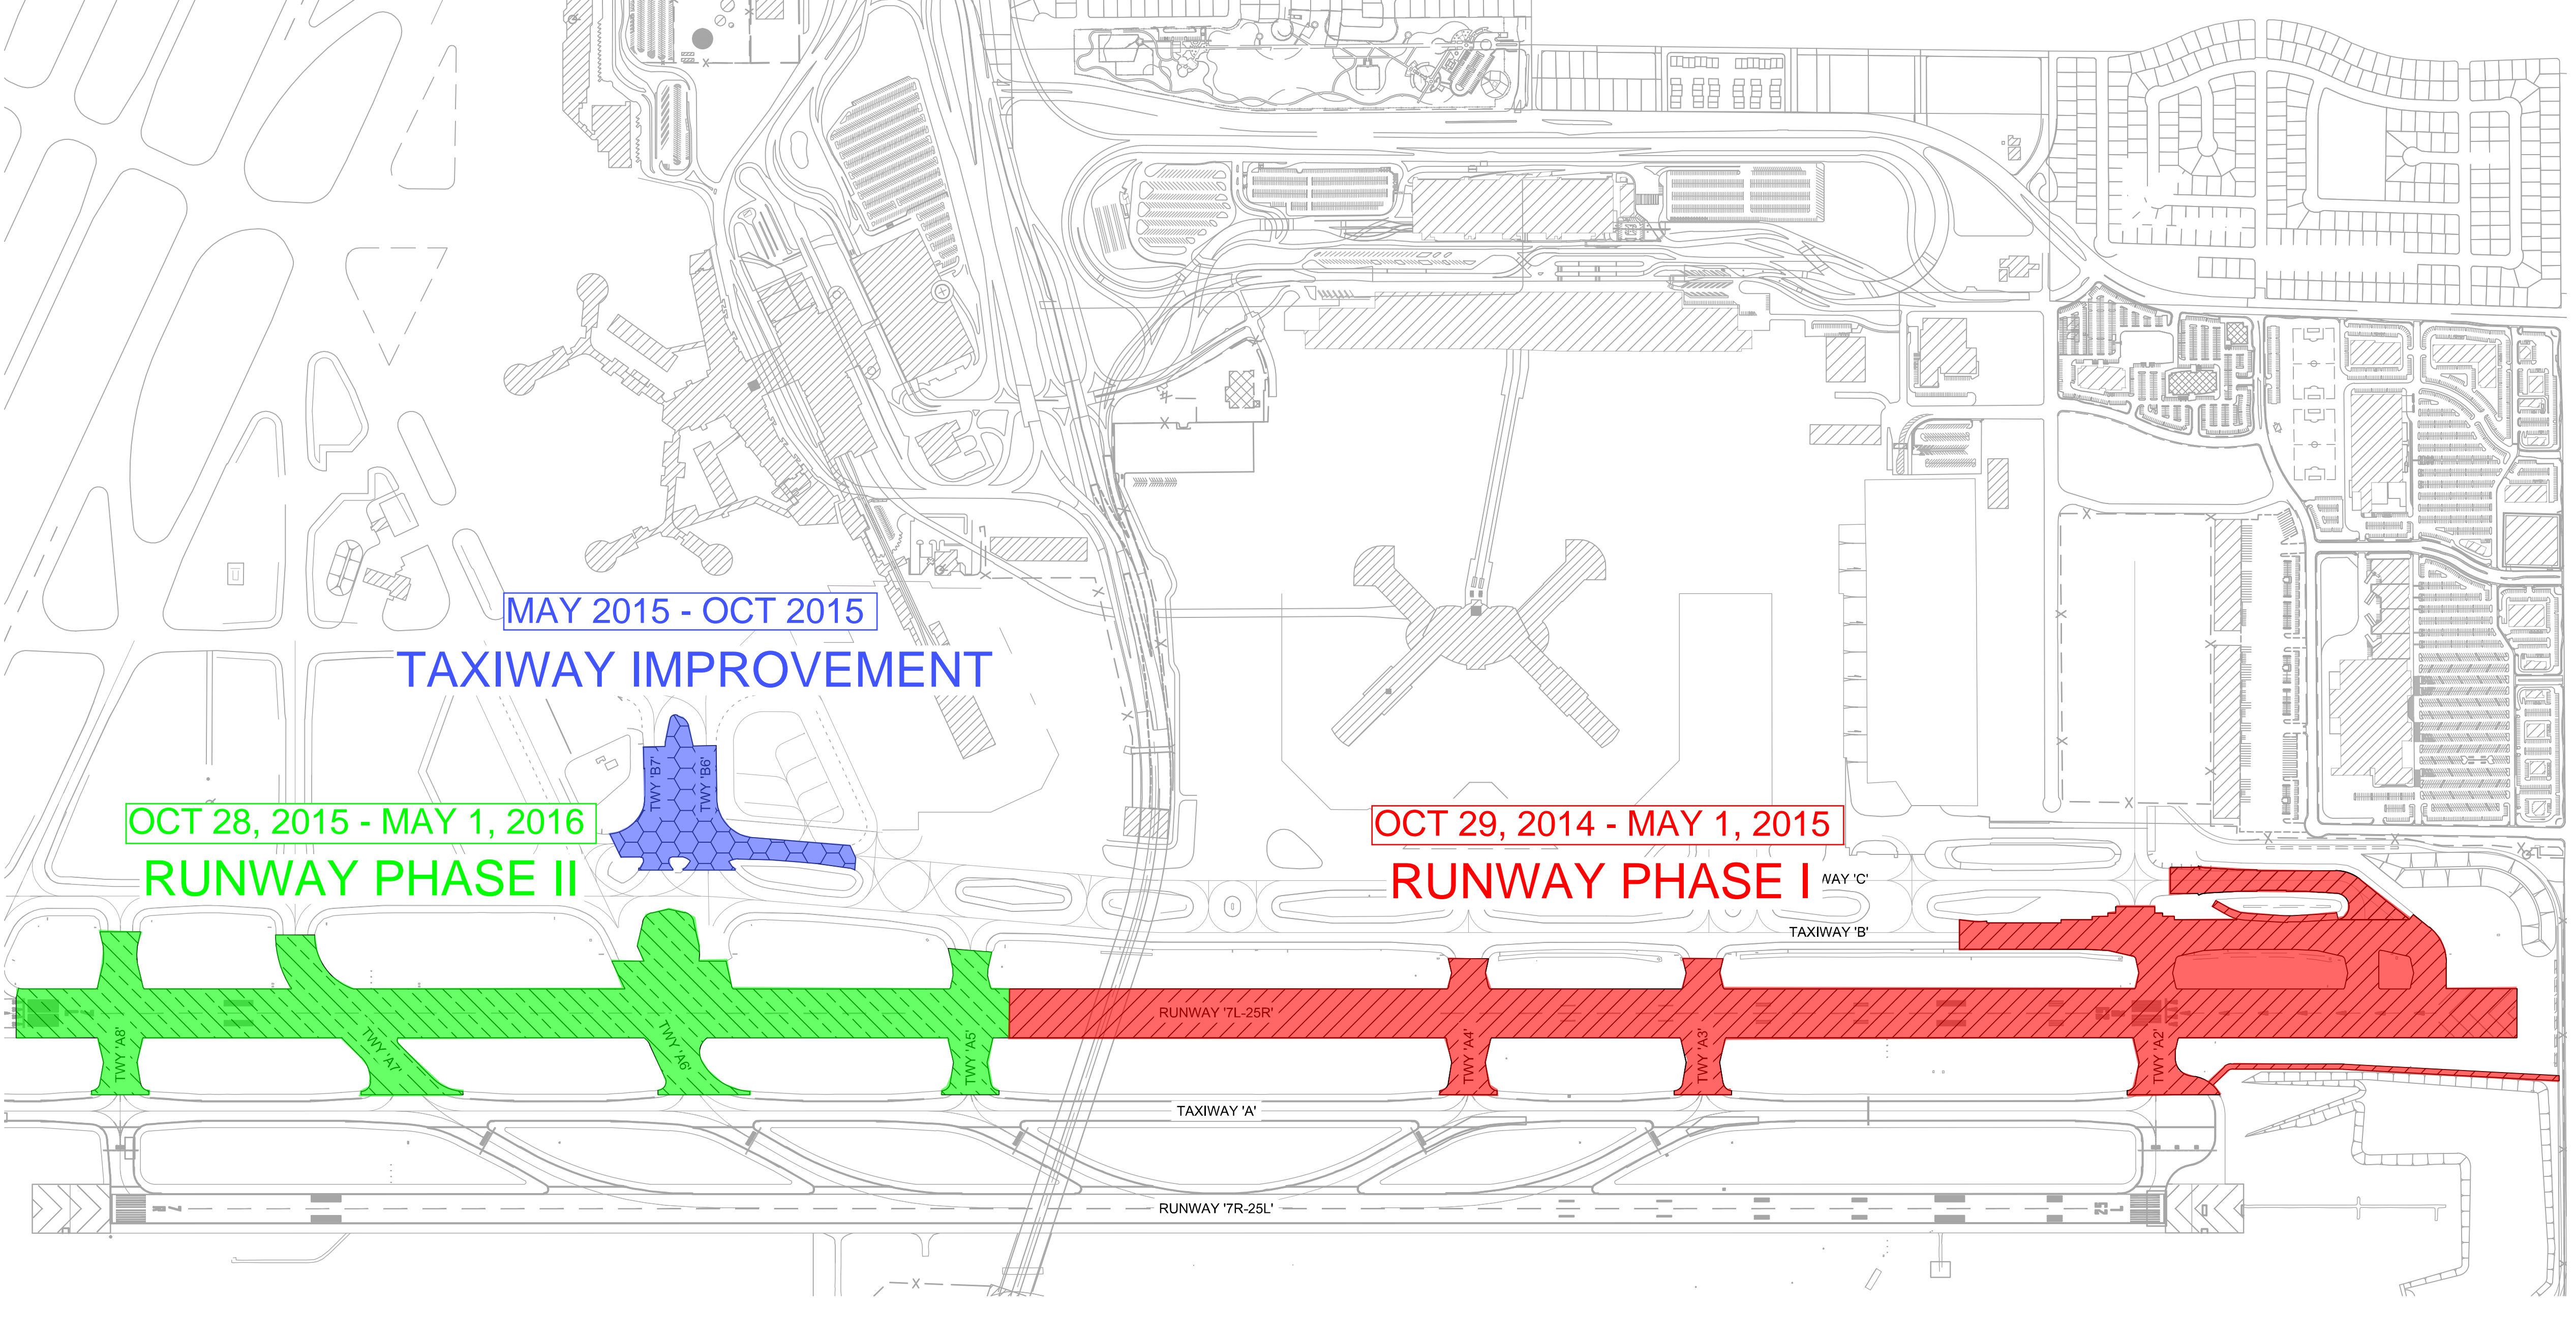 MAY 2015 - OCT 2015
TAXIWAY IMPROVEMENT
TWY 'B7'
TWY 'B6'
OCT 28, 2015 - MAY 1, 2016
RUNWAY PHASE II
OCT 29, 2014 - MAY 1, 2015
RUNWAY PHASE I
WAY 'C'
TAXIWAY 'B'
RUNWAY '7L-25R'
TWY 'A8'
TWY 'A7'
TWY 'A6'
TWY 'A5'
TWY 'A4'
TWY 'A3'
TWY 'A2'
TAXIWAY 'A'
RUNWAY '7R-25L'